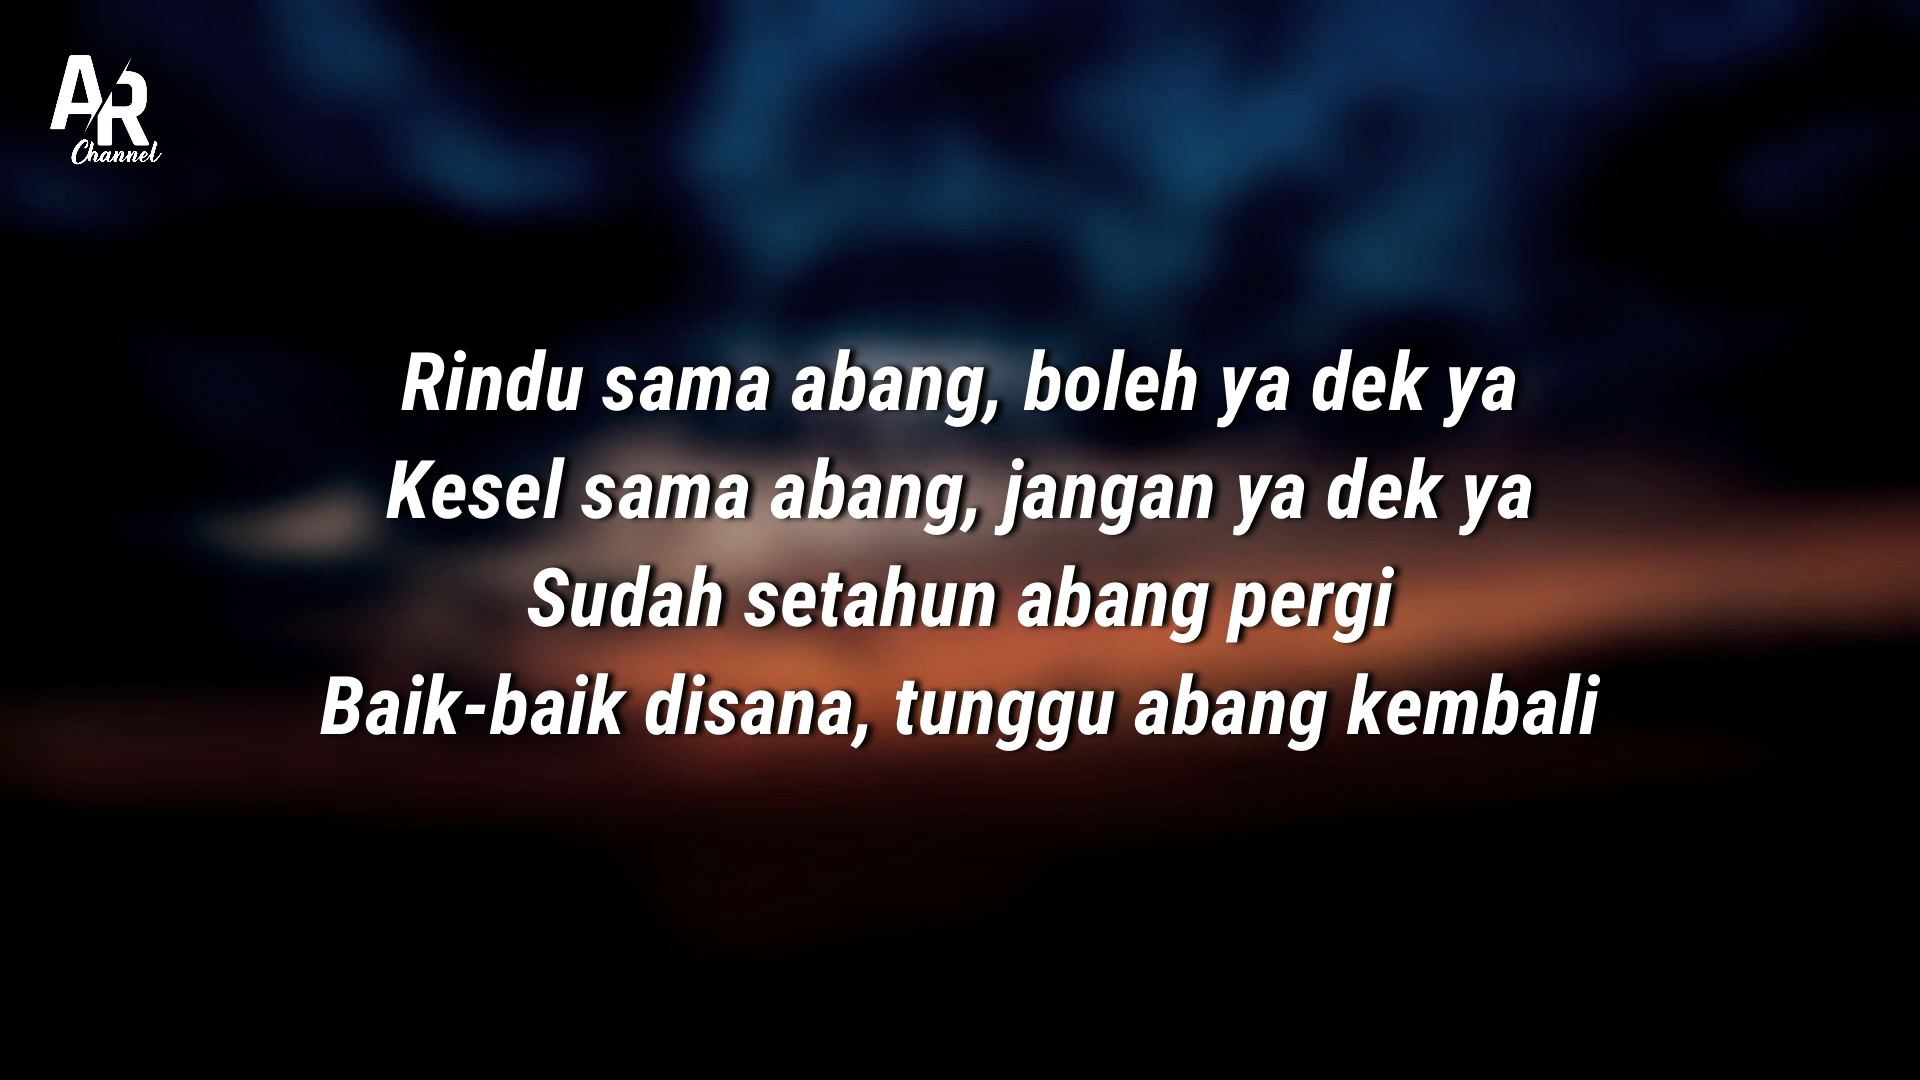 AR
Channel
Rindu sama abang, boleh ya dek ya
Kesel sama abang, jangan ya dek ya
Sudah setahun abang pergi
Baik-baik disana, tunggu abang kembali